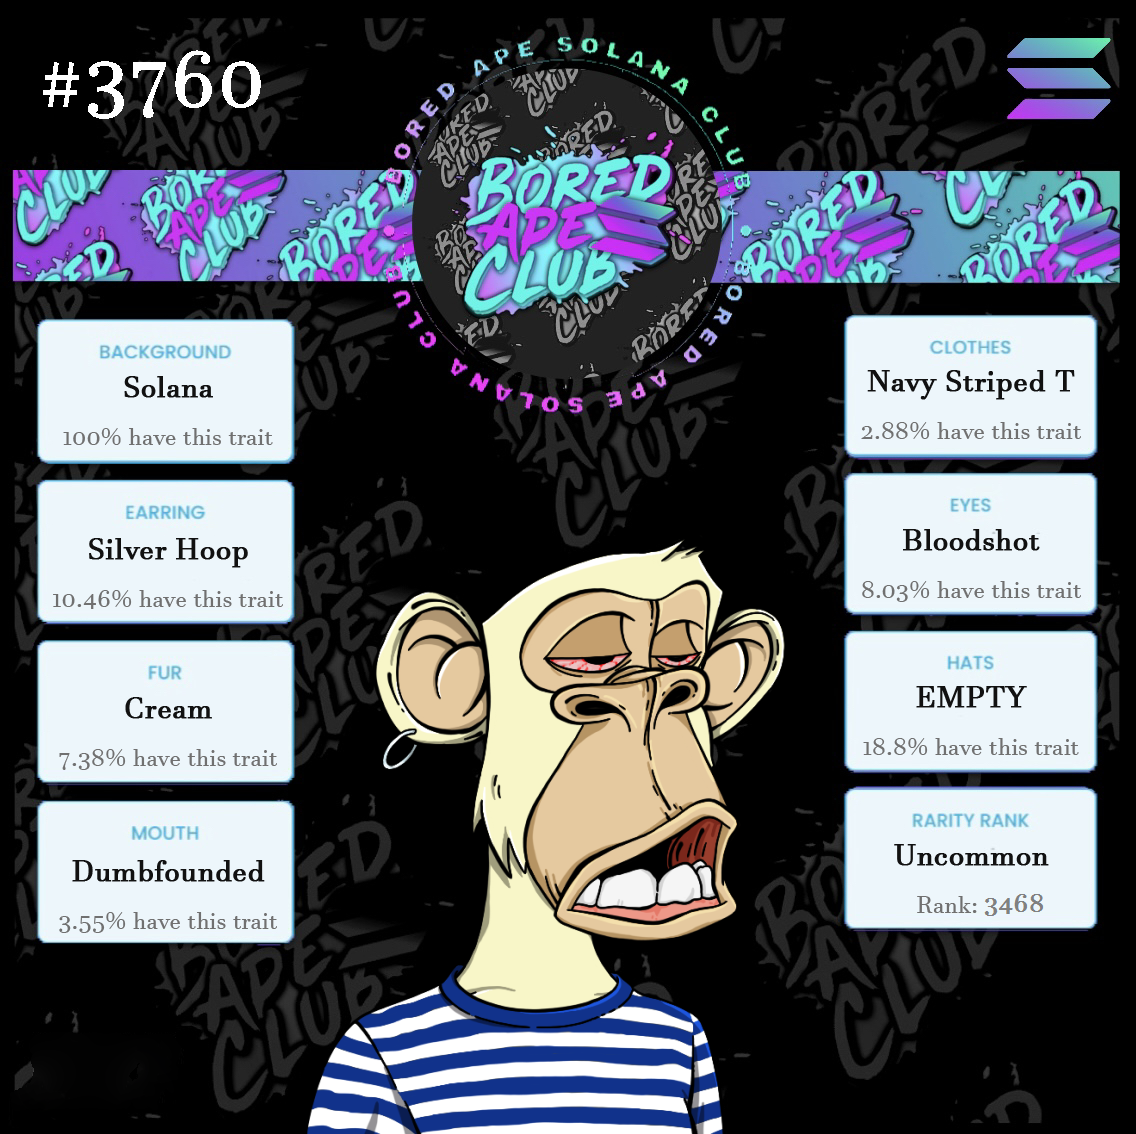 #3760
BORED APE SOLANA CLUB
BORED APE SOLANA CLUB
BORED
APE
CLUB
BACKGROUND
Solana
100% have this trait
EARRING
Silver Hoop
10.46% have this trait
FUR
Cream
7.38% have this trait
MOUTH
Dumbfounded
3.55% have this trait
CLOTHES
Navy Striped T
2.88% have this trait
EYES
Bloodshot
8.03% have this trait
HATS
EMPTY
18.8% have this trait
RARITY RANK
Uncommon
Rank: 3468